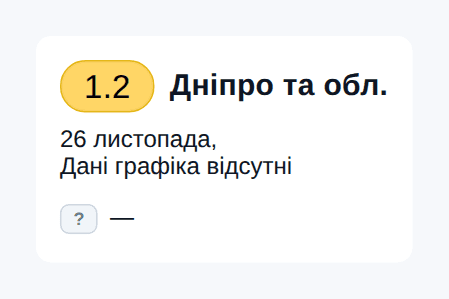 1.2 Дніпро та обл.
26 листопада,
Дані графіка відсутні
? —